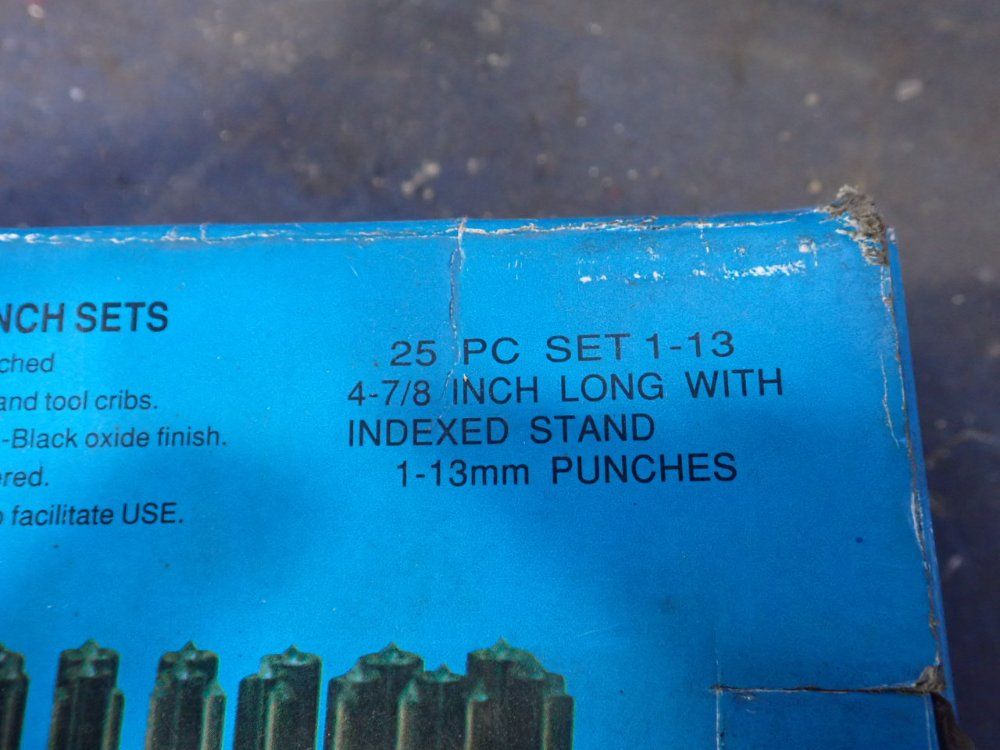 NCH SETS
ched
and tool cribs.
-Black oxide finish.
ered.
o facilitate USE.
25 PC SET 1-13
4-7/8 INCH LONG WITH
INDEXED STAND
1-13mm PUNCHES